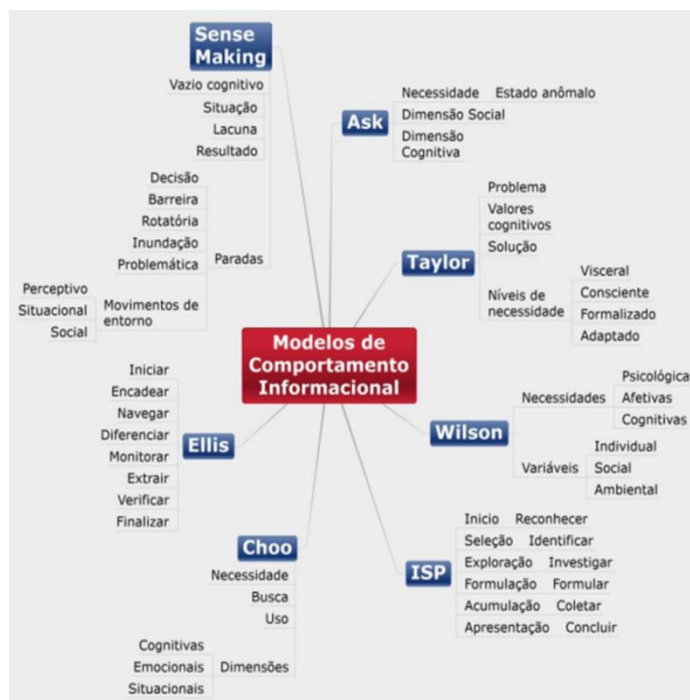 Sense
Making
Vazio cognitivo
Situação
Lacuna
Resultado
Decisão
Barreira
Rotatória
Inundação
Problemática
Paradas
Perceptivo
Situacional
Social
Movimentos de
entorno
Ask
Necessidade Estado anômalo
Dimensão Social
Dimensão
Cognitiva
Taylor
Problema
Valores
cognitivos
Solução
Níveis de
necessidade
Visceral
Consciente
Formalizado
Adaptado
Modelos de
Comportamento
Informacional
Ellis
Iniciar
Encadear
Navegar
Diferenciar
Monitorar
Extrair
Verificar
Finalizar
Wilson
Necessidades
Psicológica
Afetivas
Cognitivas
Variáveis
Individual
Social
Ambiental
Choo
Necessidade
Busca
Uso
Dimensões
Cognitivas
Emocionais
Situacionais
ISP
Inicio Reconhecer
Seleção Identificar
Exploração Investigar
Formulação Formular
Acumulação Coletar
Apresentação Concluir